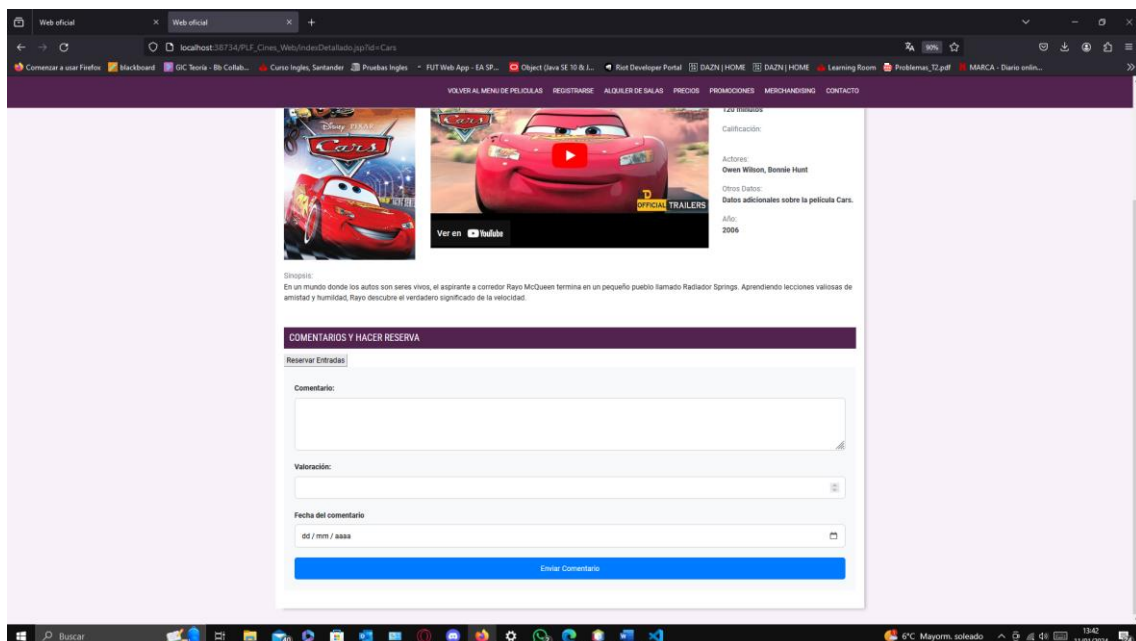 Web oficial
Web oficial
localhost:38734/PLF_Cines_Web/indexDetallado.jsp?id=Cars
90%
Comenzar a usar Firefox blackboard GIC Teoría - Bb Collab... Curso Ingles, Santander Pruebas Ingles FUT Web App - EA SP... Object (Java SE 10 & J... Riot Developer Portal DAZN | HOME DAZN | HOME Learning Room Problemas_T2.pdf MARCA - Diario onlin...
VOLVER AL MENU DE PELICULAS REGISTRARSE ALQUILER DE SALAS PRECIOS PROMOCIONES MERCHANDISING CONTACTO
120 minutos
Calificación:
Disney PIXAR
Cars
Cars
Actores:
Owen Wilson, Bonnie Hunt
Otros Datos:
Datos adicionales sobre la película Cars.
OFFICIAL TRAILERS
Año:
2006
Ver en YouTube
Sinopsis:
En un mundo donde los autos son seres vivos, el aspirante a corredor Rayo McQueen termina en un pequeño pueblo llamado Radiador Springs. Aprendiendo lecciones valiosas de
amistad y humildad, Rayo descubre el verdadero significado de la velocidad.
COMENTARIOS Y HACER RESERVA
Reservar Entradas
Comentario:
Valoración:
Fecha del comentario
dd / mm / aaaa
Enviar Comentario
Buscar
6°C Mayorm. soleado
13:42
11/01/2024